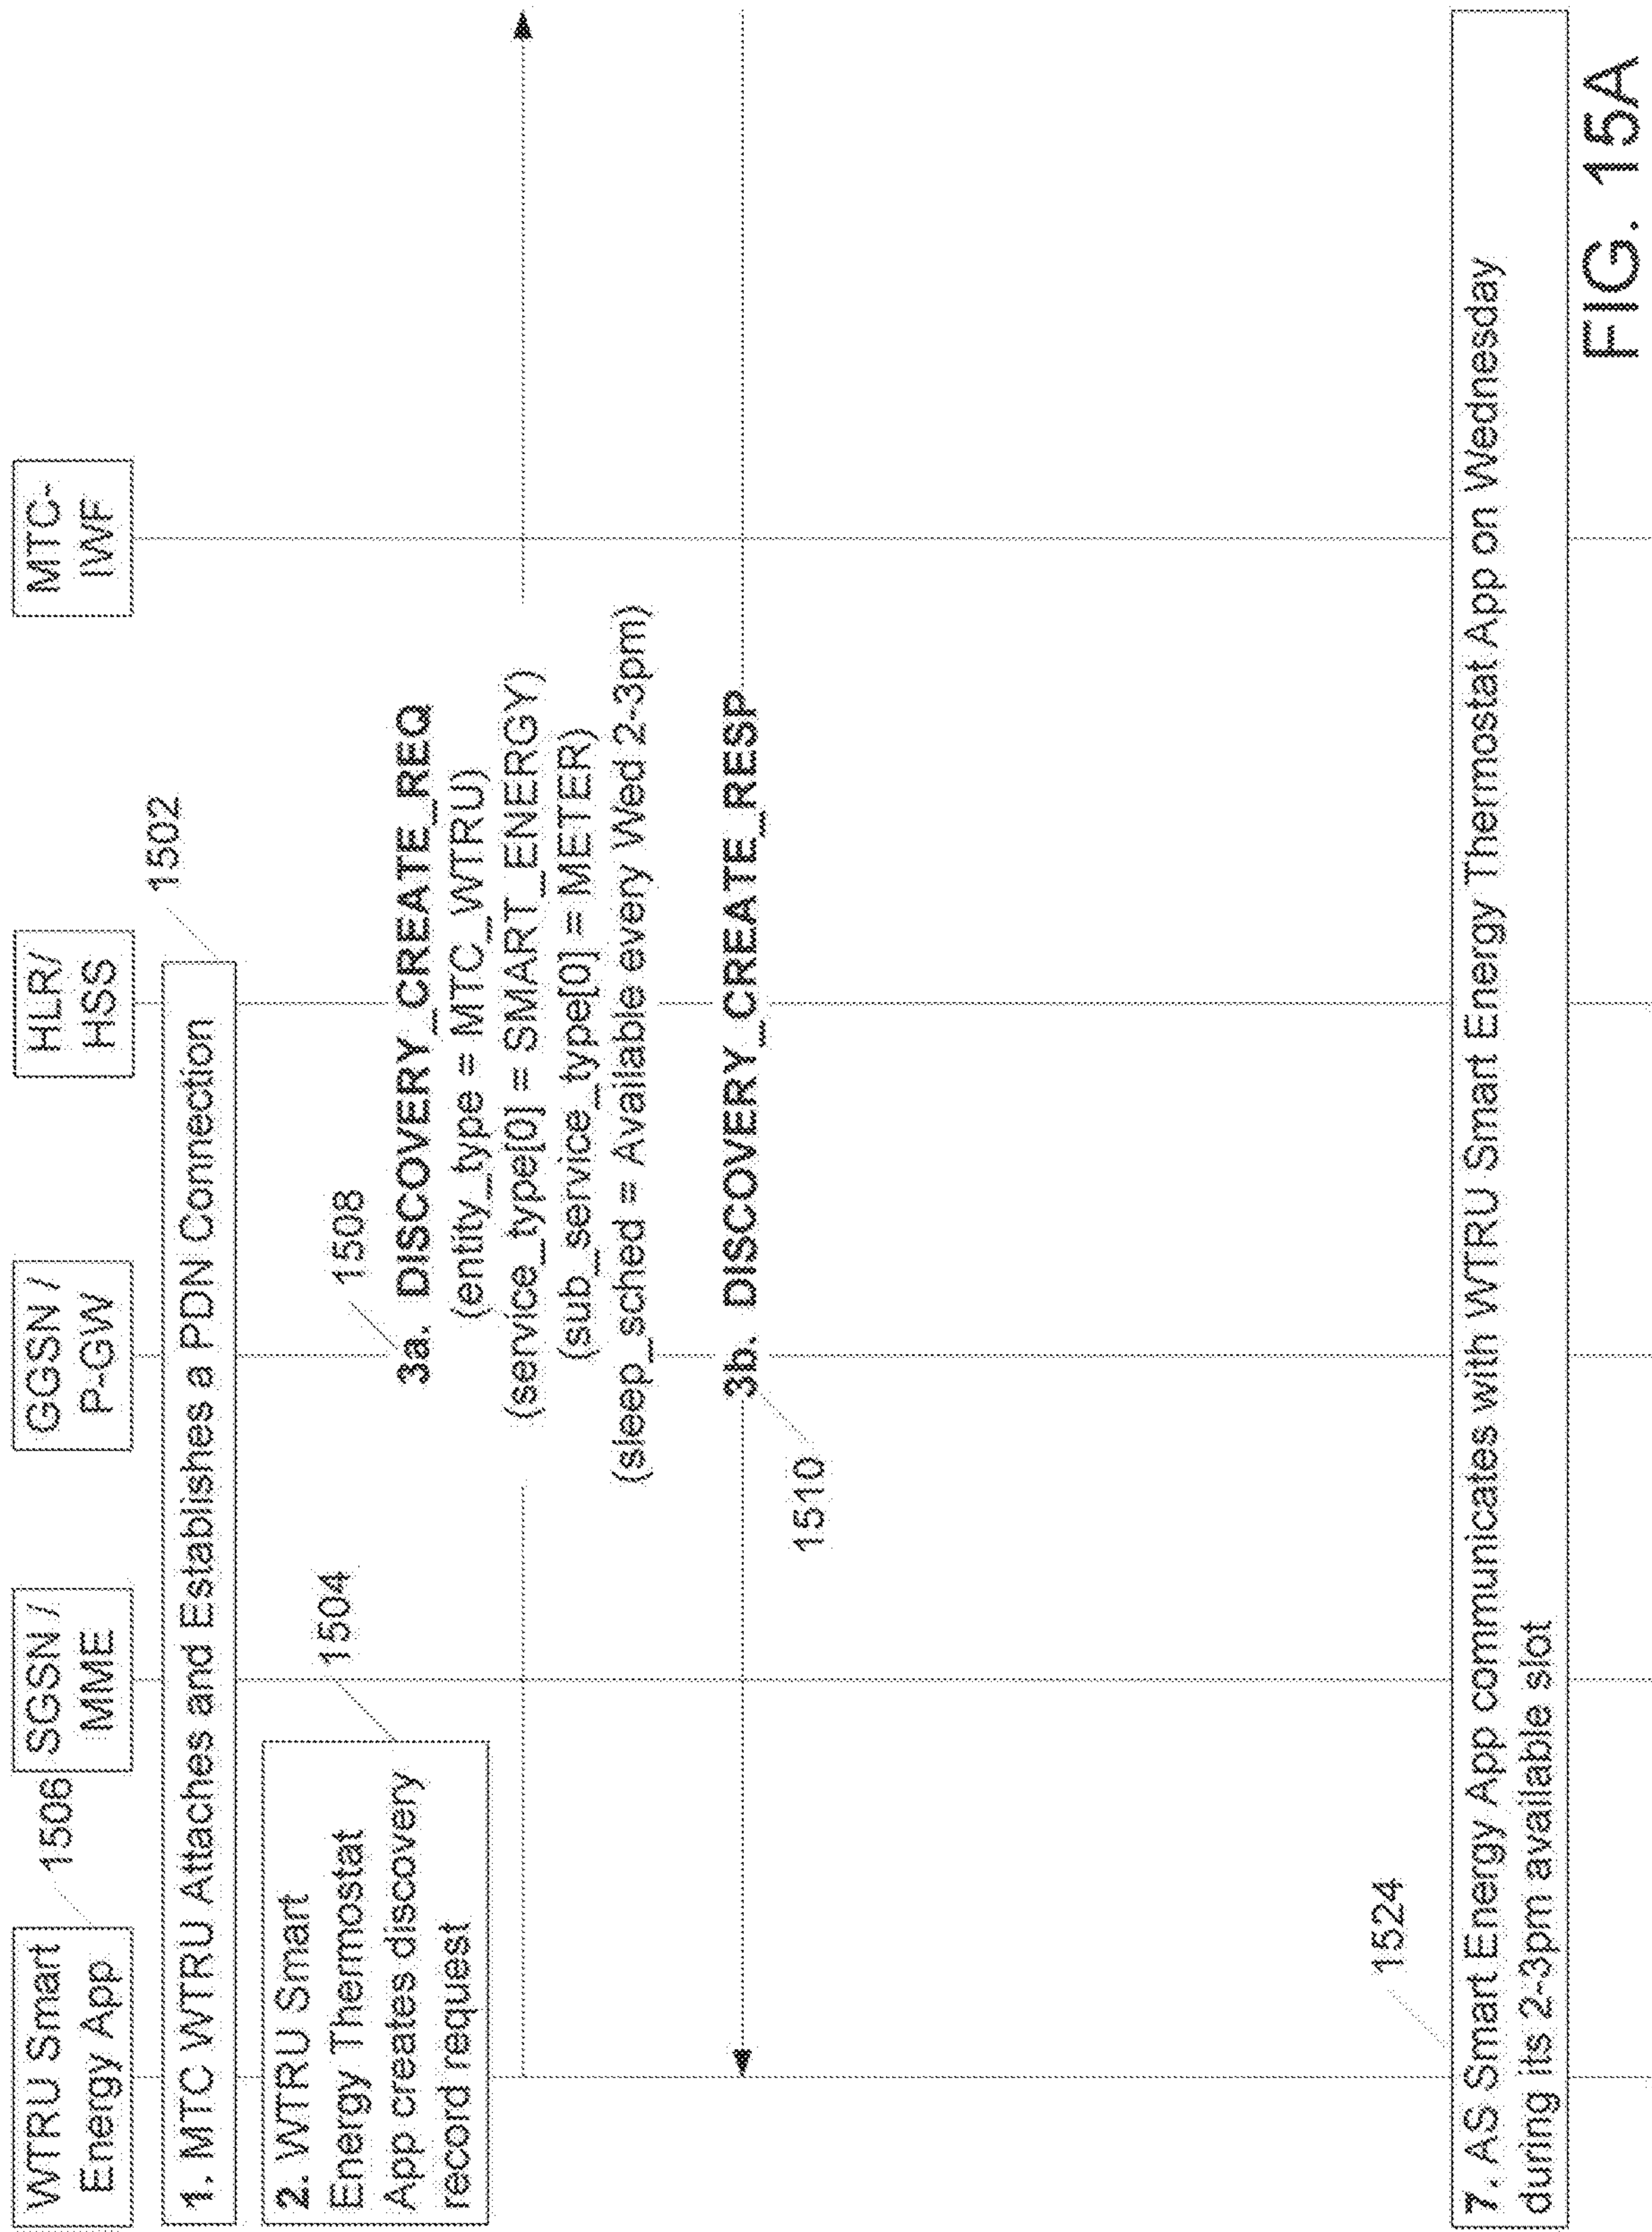 WTRU Smart
Energy App
1506
SGSN /
MME
GGSN /
P-GW
HLR/
HSS
MTC-
IWF
1. MTC WTRU Attaches and Establishes a PDN Connection
1502
2. WTRU Smart
Energy Thermostat
App creates discovery
record request
1504
1508
3a. DISCOVERY_CREATE_REQ
(entity_type = MTC_WTRU)
(service_type[0] = SMART_ENERGY)
(sub_service_type[0] = METER)
(sleep_sched = Available every Wed 2-3pm)
3b. DISCOVERY_CREATE_RESP
1510
1524
7. AS Smart Energy App communicates with WTRU Smart Energy Thermostat App on Wednesday
during its 2-3pm available slot
FIG. 15A